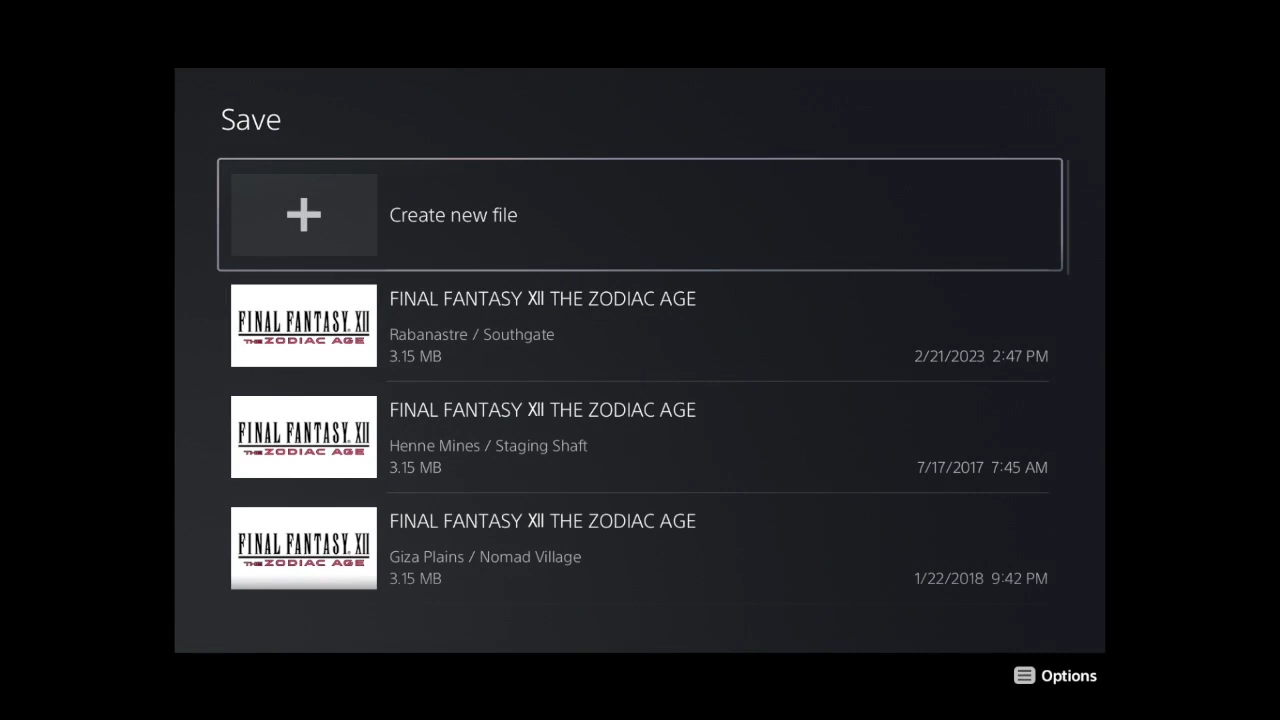 Save
Create new file
FINAL FANTASY XII THE ZODIAC AGE
FINAL FANTASY XII
THE ZODIAC AGE
Rabanastre / Southgate
3.15 MB
2/21/2023 2:47 PM
FINAL FANTASY XII THE ZODIAC AGE
FINAL FANTASY XII
THE ZODIAC AGE
Henne Mines / Staging Shaft
3.15 MB
7/17/2017 7:45 AM
FINAL FANTASY XII THE ZODIAC AGE
FINAL FANTASY XII
THE ZODIAC AGE
Giza Plains / Nomad Village
3.15 MB
1/22/2018 9:42 PM
Options